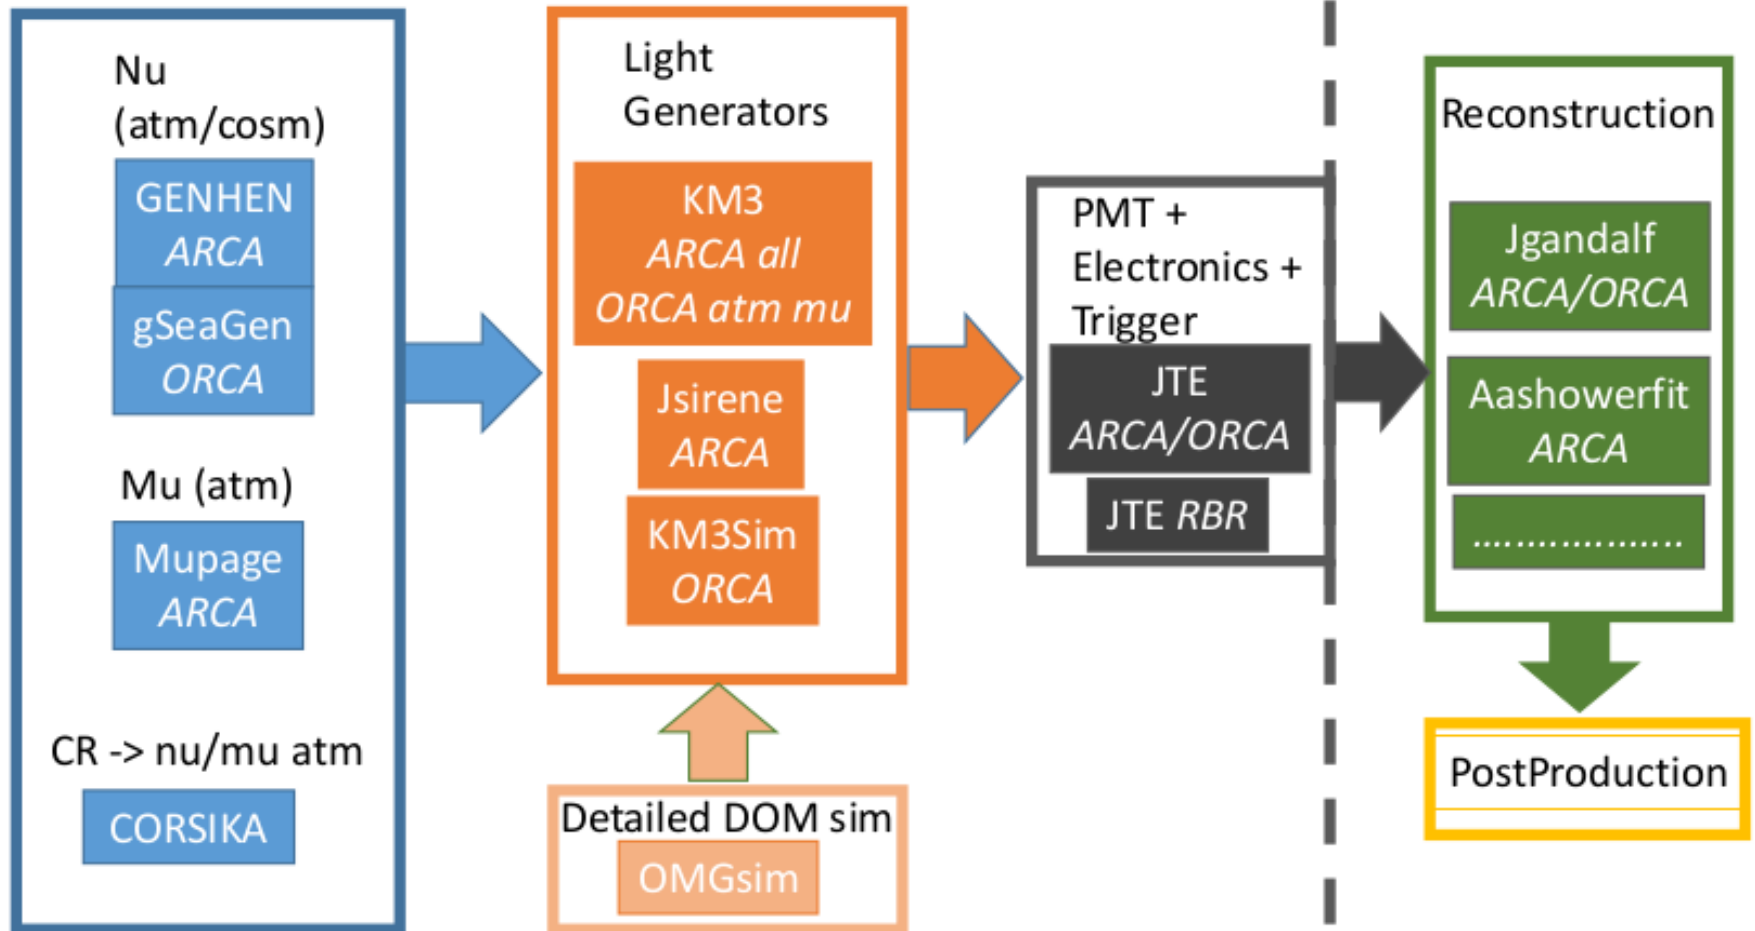 Nu
(atm/cosm)
GENHEN
ARCA
gSeaGen
ORCA
Mu (atm)
Mupage
ARCA
CR -> nu/mu atm
CORSIKA
Light
Generators
KM3
ARCA all
ORCA atm mu
Jsirene
ARCA
KM3Sim
ORCA
Detailed DOM sim
OMGsim
PMT +
Electronics +
Trigger
JTE
ARCA/ORCA
JTE RBR
Reconstruction
Jgandalf
ARCA/ORCA
Aashowerfit
ARCA
...................
PostProduction